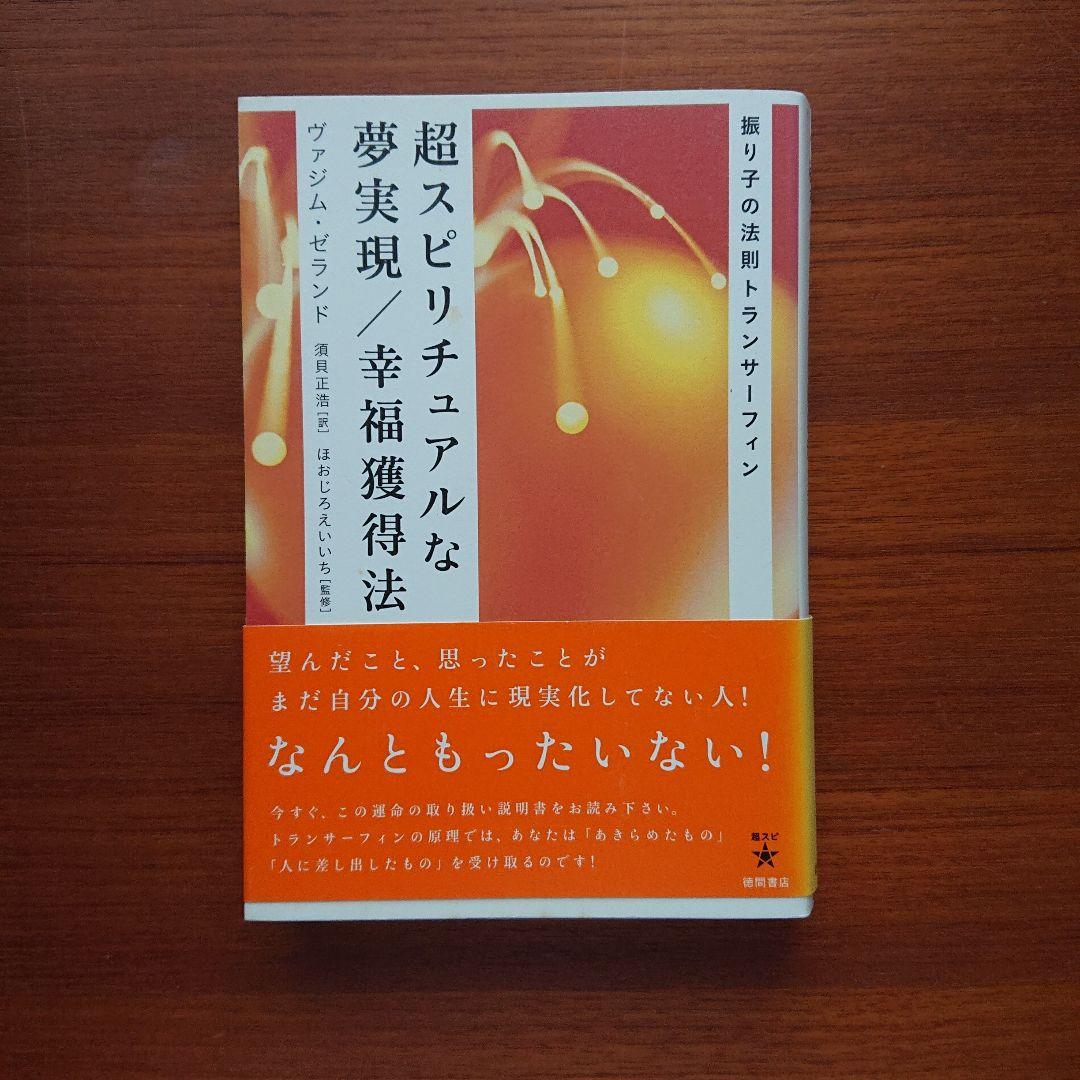 振り子の法則トランサーフィン
超スピリチュアルな
夢実現／幸福獲得法
ヴァジム・ゼランド
須貝正浩［訳］ ほおじろえいいち［監修］
望んだこと、思ったことが
まだ自分の人生に現実化してない人！
なんともったいない！
今すぐ、この運命の取り扱い説明書をお読み下さい。
トランサーフィンの原理では、あなたは「あきらめたもの」
「人に差し出したもの」を受け取るのです！
超スピ
徳間書店